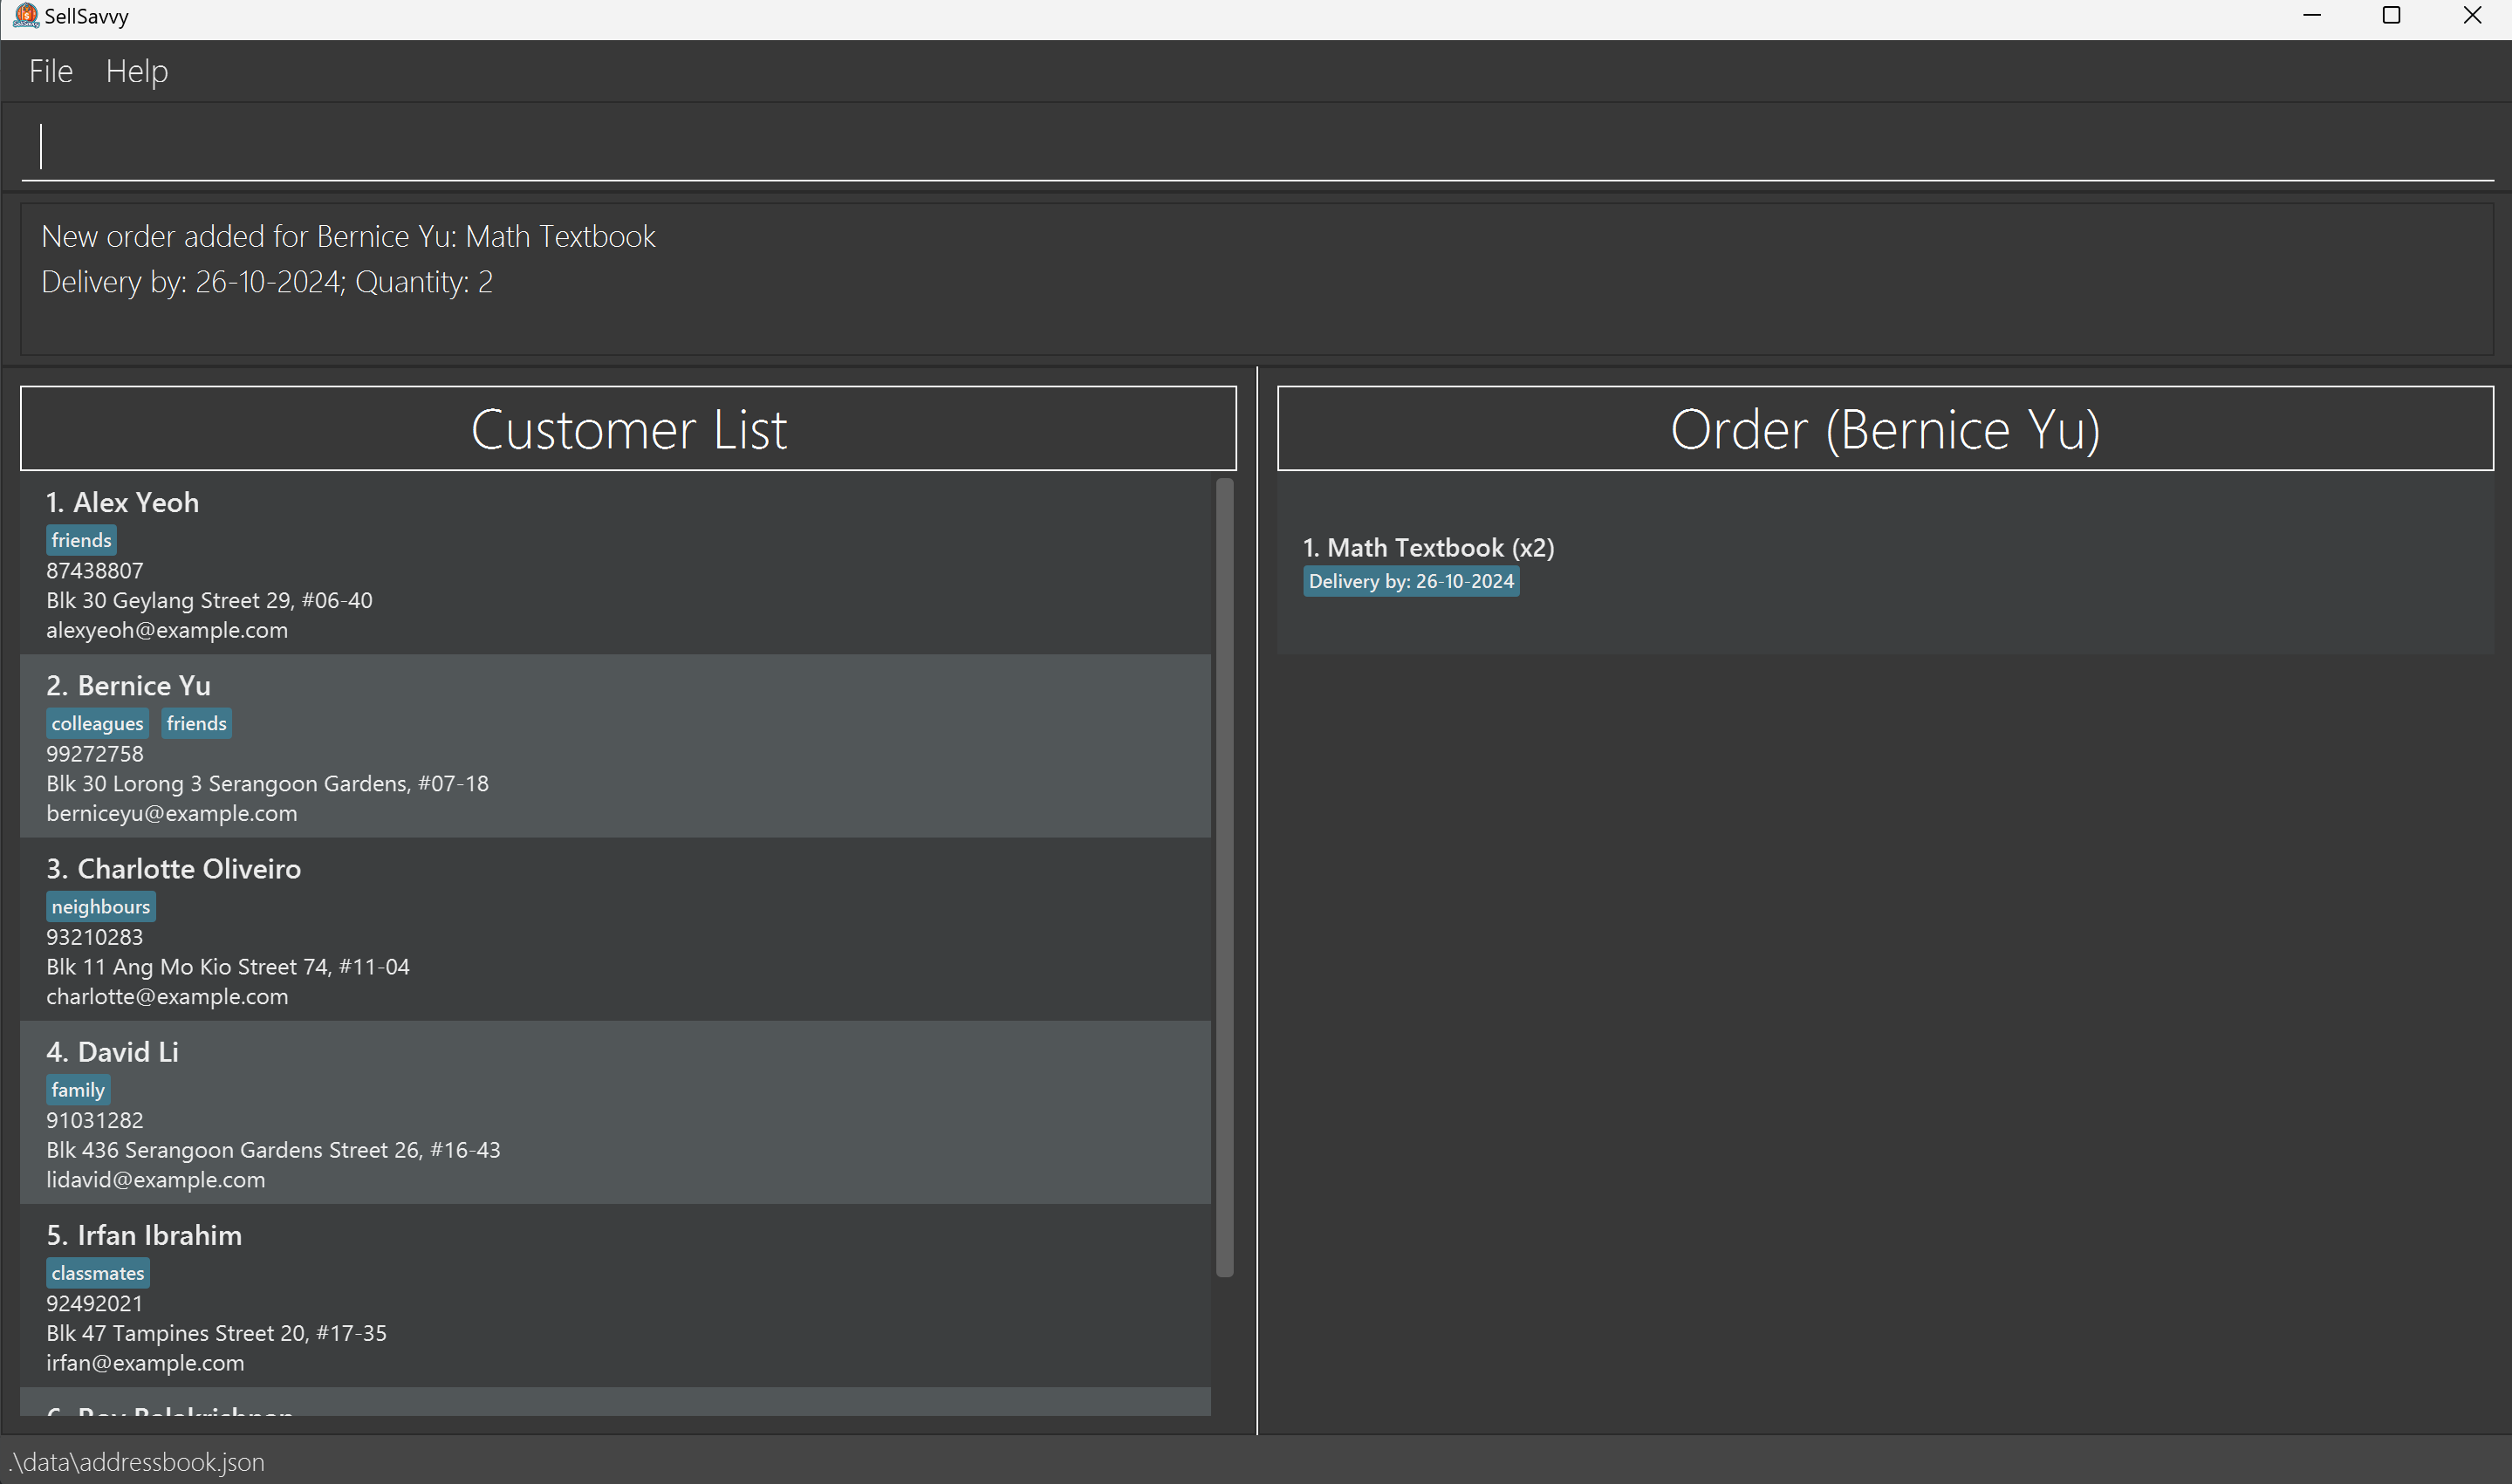 SellSavvy
File Help
New order added for Bernice Yu: Math Textbook
Delivery by: 26-10-2024; Quantity: 2
Customer List
1. Alex Yeoh
friends
87438807
Blk 30 Geylang Street 29, #06-40
alexyeoh@example.com
2. Bernice Yu
colleagues friends
99272758
Blk 30 Lorong 3 Serangoon Gardens, #07-18
berniceyu@example.com
3. Charlotte Oliveiro
neighbours
93210283
Blk 11 Ang Mo Kio Street 74, #11-04
charlotte@example.com
4. David Li
family
91031282
Blk 436 Serangoon Gardens Street 26, #16-43
lidavid@example.com
5. Irfan Ibrahim
classmates
92492021
Blk 47 Tampines Street 20, #17-35
irfan@example.com
Order (Bernice Yu)
1. Math Textbook (x2)
Delivery by: 26-10-2024
.\data\addressbook.json